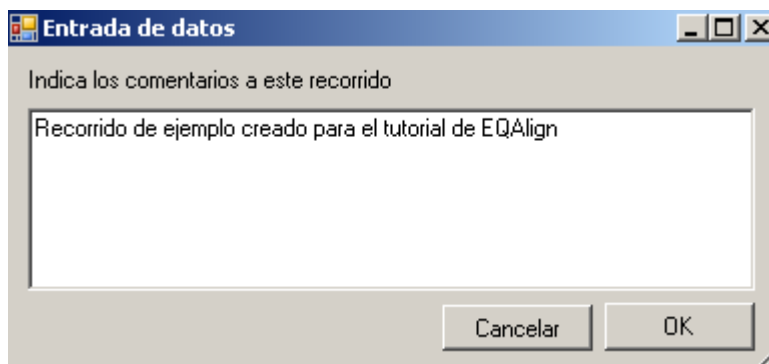 Entrada de datos
Indica los comentarios a este recorrido
Recorrido de ejemplo creado para el tutorial de EQAlign
Cancelar OK